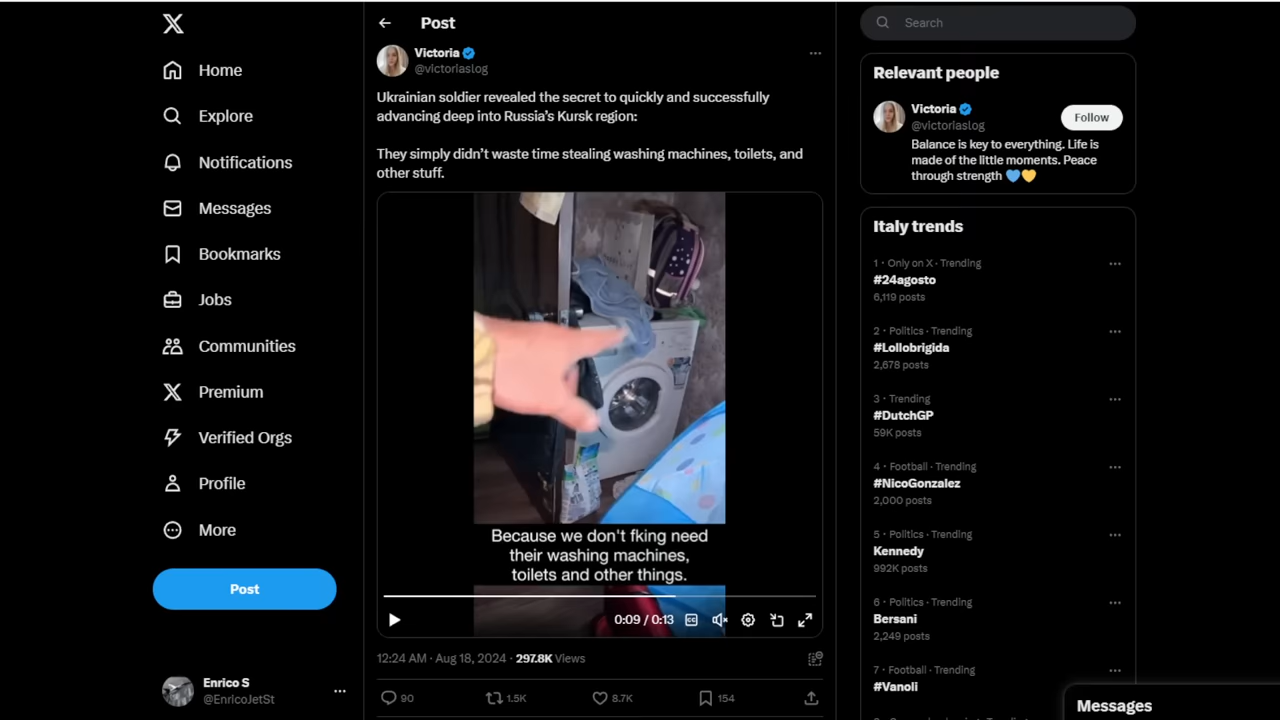 Home
Explore
Notifications
Messages
Bookmarks
Jobs
Communities
Premium
Verified Orgs
Profile
More
Post
Enrico S
@EnricoJetSt
Post
Victoria
@victoriaslog
Ukrainian soldier revealed the secret to quickly and successfully
advancing deep into Russia's Kursk region:
They simply didn't waste time stealing washing machines, toilets, and
other stuff.
Because we don't fking need
their washing machines,
toilets and other things.
0:09 / 0:13
CC
12:24 AM · Aug 18, 2024 · 297.8K Views
90
1.5K
8.7K
154
Search
Relevant people
Victoria
@victoriaslog
Follow
Balance is key to everything. Life is
made of the little moments. Peace
through strength 💙💛
Italy trends
1 · Only on X · Trending
#24agosto
6,119 posts
2 · Politics · Trending
#Lollobrigida
2,678 posts
3 · Trending
#DutchGP
59K posts
4 · Football · Trending
#NicoGonzalez
2,000 posts
5 · Politics · Trending
Kennedy
992K posts
6 · Politics · Trending
Bersani
2,249 posts
7 · Football · Trending
#Vanoli
Messages